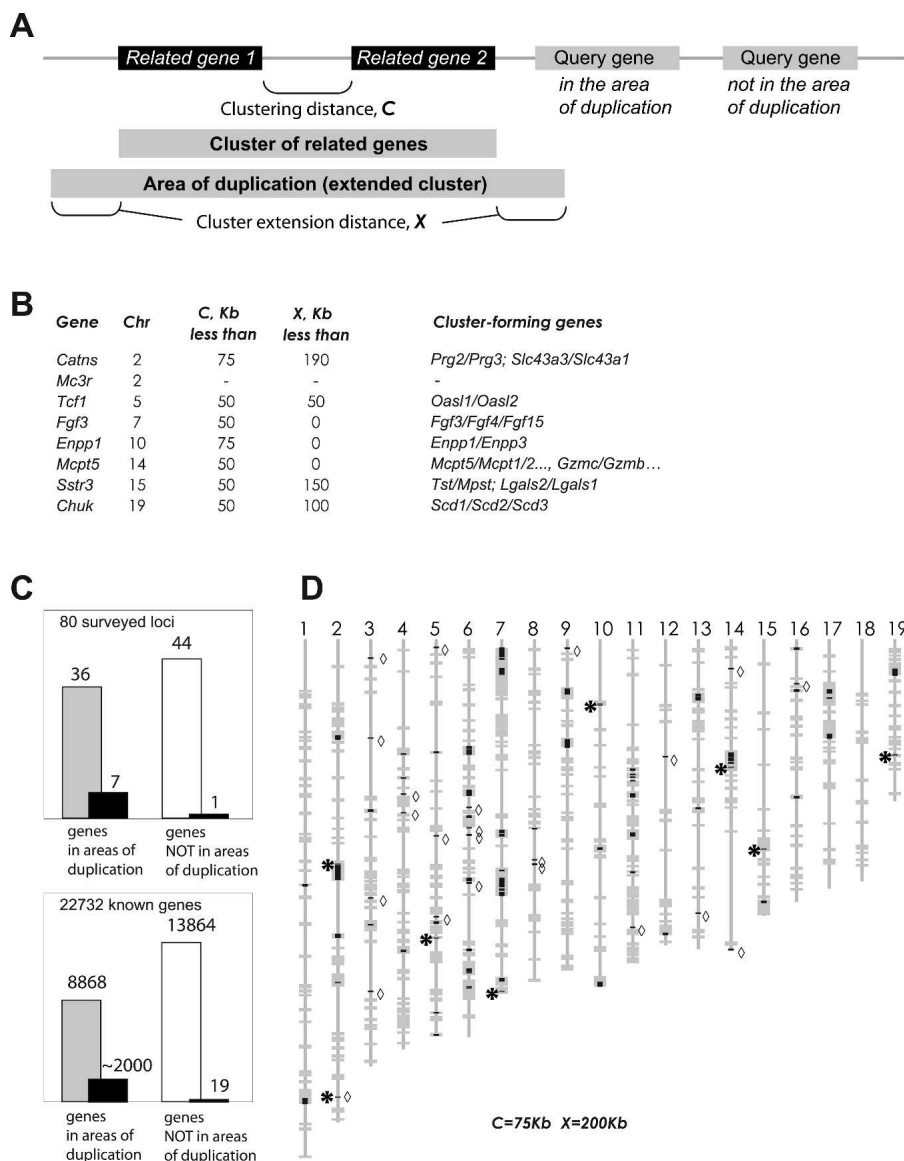 A
Related gene 1 Related gene 2 Query gene Query gene
in the area of duplication
not in the area of duplication
Clustering distance, C
Cluster of related genes
Area of duplication (extended cluster)
Cluster extension distance, X
B
Gene Chr C, Kb less than X, Kb less than Cluster-forming genes
Catns 2 75 190 Prg2/Prg3; Slc43a3/Slc43a1
Mc3r 2 - - -
Tcf1 5 50 50 Oasl1/Oasl2
Fgf3 7 50 0 Fgf3/Fgf4/Fgf15
Enpp1 10 75 0 Enpp1/Enpp3
Mcpt5 14 50 0 Mcpt5/Mcpt1/2..., Gzmc/Gzmb...
Sstr3 15 50 150 Tst/Mpst; Lgals2/Lgals1
Chuk 19 50 100 Scd1/Scd2/Scd3
C
80 surveyed loci
36
7
44
1
genes
in areas of
duplication
genes
NOT in areas
of duplication
22732 known genes
8868
~2000
13864
19
genes
in areas of
duplication
genes
NOT in areas
of duplication
D
1 2 3 4 5 6 7 8 9 10 11 12 13 14 15 16 17 18 19
C=75Kb X=200Kb